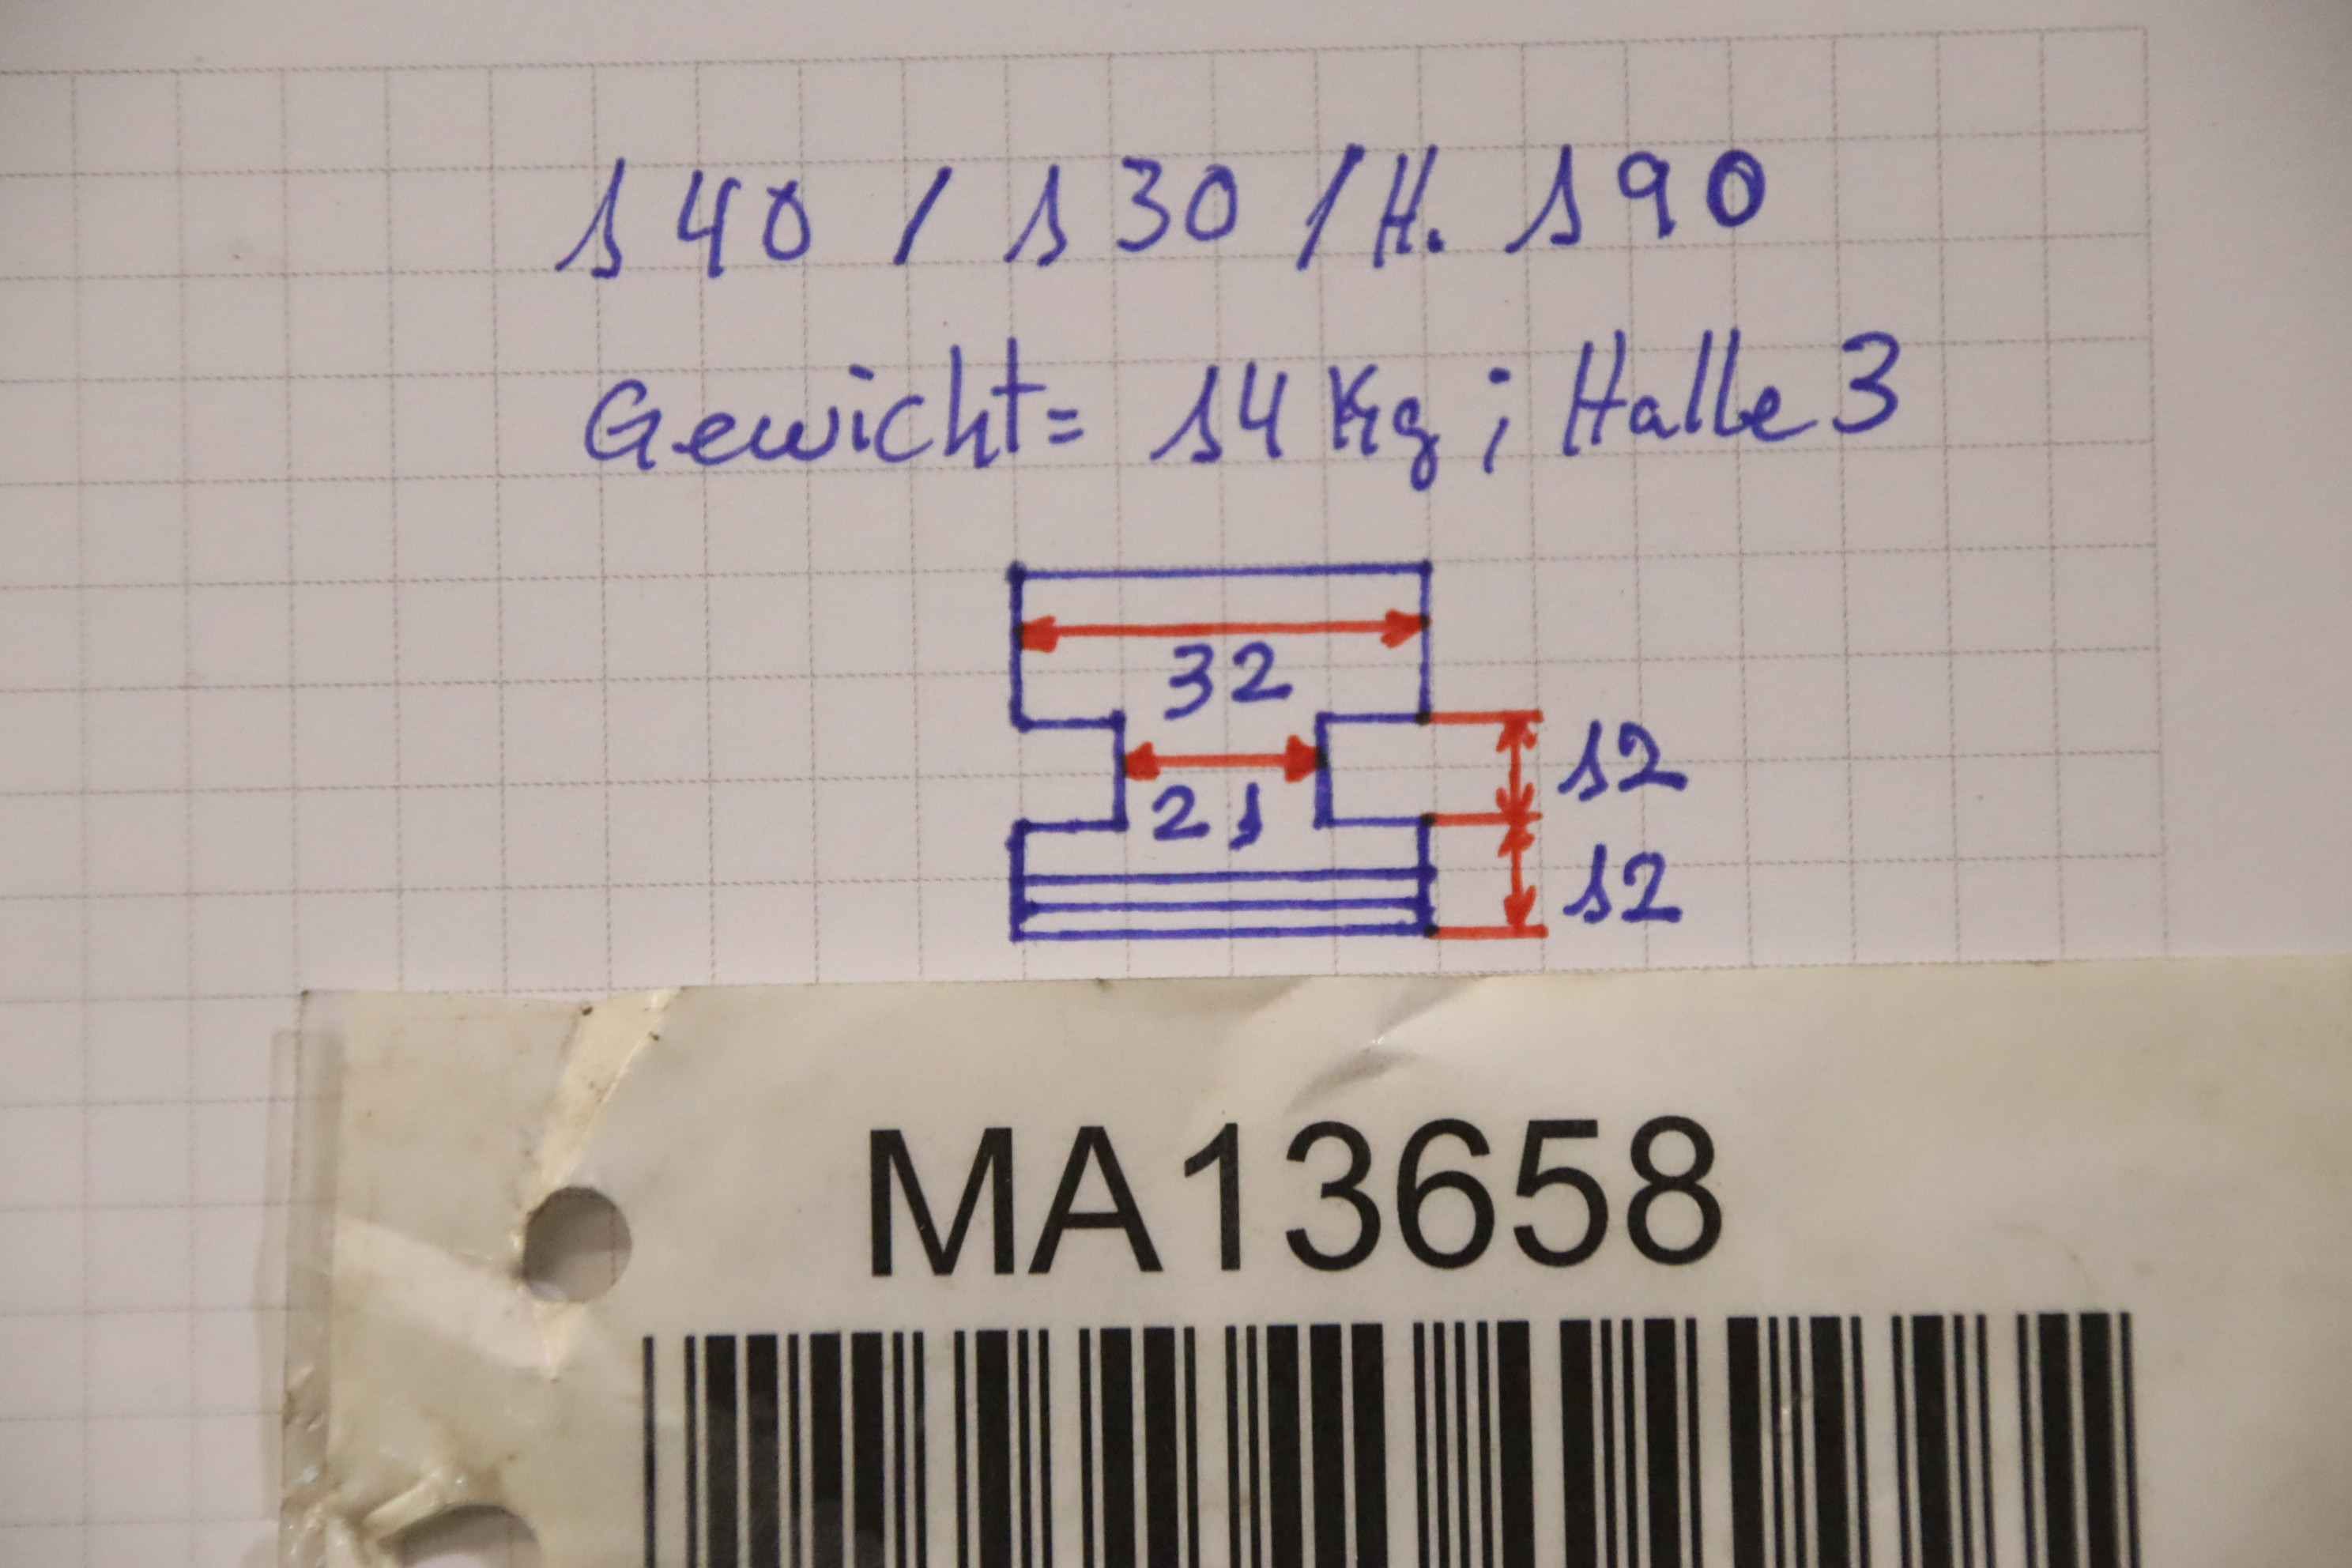 140 / 130 / H. 190
Gewicht = 14 Kg ; Halle 3
32
21
12
12
MA13658